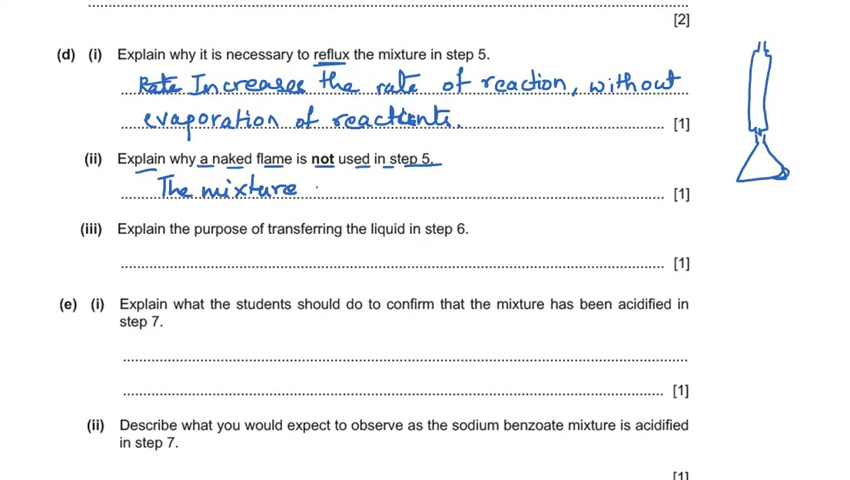 [2]
(d) (i) Explain why it is necessary to reflux the mixture in step 5.
Rate Increases the rate of reaction, without
evaporation of reactients. [1]
(ii) Explain why a naked flame is not used in step 5.
The mixture [1]
(iii) Explain the purpose of transferring the liquid in step 6.
[1]
(e) (i) Explain what the students should do to confirm that the mixture has been acidified in
step 7.
[1]
(ii) Describe what you would expect to observe as the sodium benzoate mixture is acidified
in step 7.
[1]